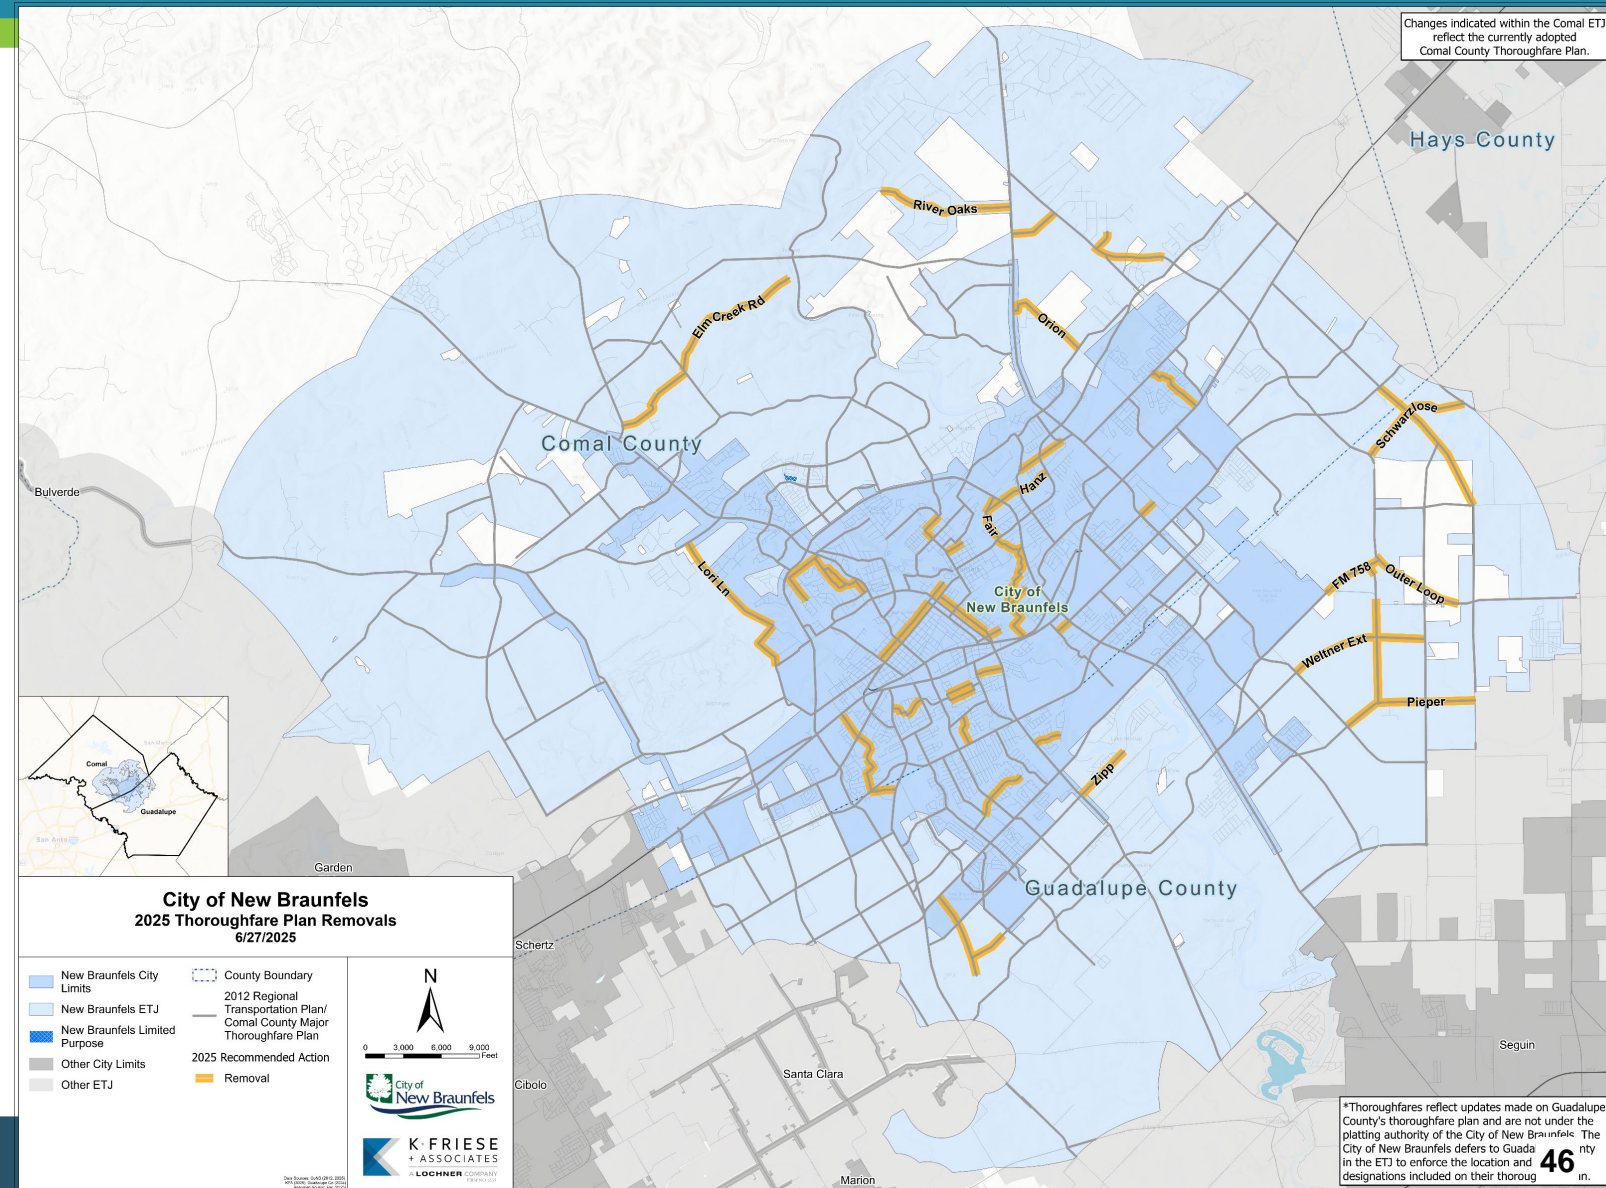 Changes indicated within the Comal ETJ
reflect the currently adopted
Comal County Thoroughfare Plan.
Hays County
River Oaks
Elm Creek Rd
Orion
Schwarzlose
Comal County
Bulverde
Hanz
Fair
Lori Ln
City of
New Braunfels
FM 758
Outer Loop
Weltner Ext
Pieper
Zipp
Comal
Guadalupe
Garden
Guadalupe County
City of New Braunfels
2025 Thoroughfare Plan Removals
6/27/2025
Schertz
New Braunfels City
Limits
New Braunfels ETJ
New Braunfels Limited
Purpose
Other City Limits
Other ETJ
County Boundary
2012 Regional
Transportation Plan/
Comal County Major
Thoroughfare Plan
2025 Recommended Action
Removal
N
0 3,000 6,000 9,000
Feet
City of
New Braunfels
K·FRIESE
+ ASSOCIATES
A LOCHNER COMPANY
Cibolo
Santa Clara
Marion
Seguin
*Thoroughfares reflect updates made on Guadalupe
County's thoroughfare plan and are not under the
platting authority of the City of New Braunfels. The
City of New Braunfels defers to Guada nty
in the ETJ to enforce the location and
designations included on their thoroug in.
46